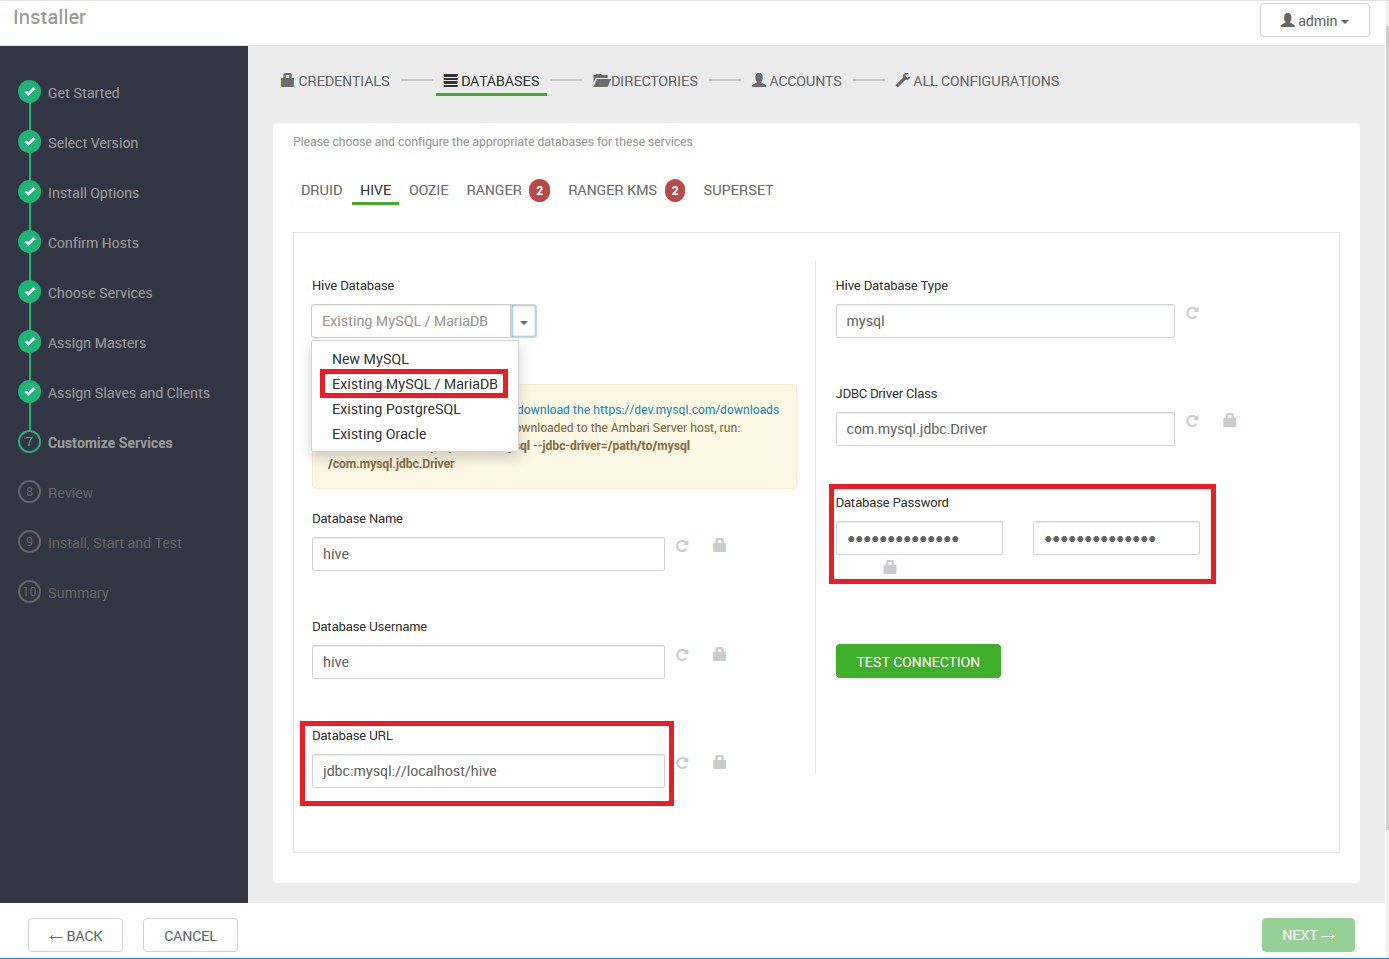 Installer
admin
Get Started
Select Version
Install Options
Confirm Hosts
Choose Services
Assign Masters
Assign Slaves and Clients
7 Customize Services
8 Review
9 Install, Start and Test
10 Summary
CREDENTIALS DATABASES DIRECTORIES ACCOUNTS ALL CONFIGURATIONS
Please choose and configure the appropriate databases for these services
DRUID HIVE OOZIE RANGER 2 RANGER KMS 2 SUPERSET
Hive Database
Existing MySQL / MariaDB
New MySQL
Existing MySQL / MariaDB
Existing PostgreSQL
Existing Oracle
download the https://dev.mysql.com/downloads
ownloaded to the Ambari Server host, run:
ql --jdbc-driver=/path/to/mysql
/com.mysql.jdbc.Driver
Database Name
hive
Database Username
hive
Database URL
jdbc:mysql://localhost/hive
Hive Database Type
mysql
JDBC Driver Class
com.mysql.jdbc.Driver
Database Password
•••••••••••••• ••••••••••••••
TEST CONNECTION
← BACK CANCEL NEXT →